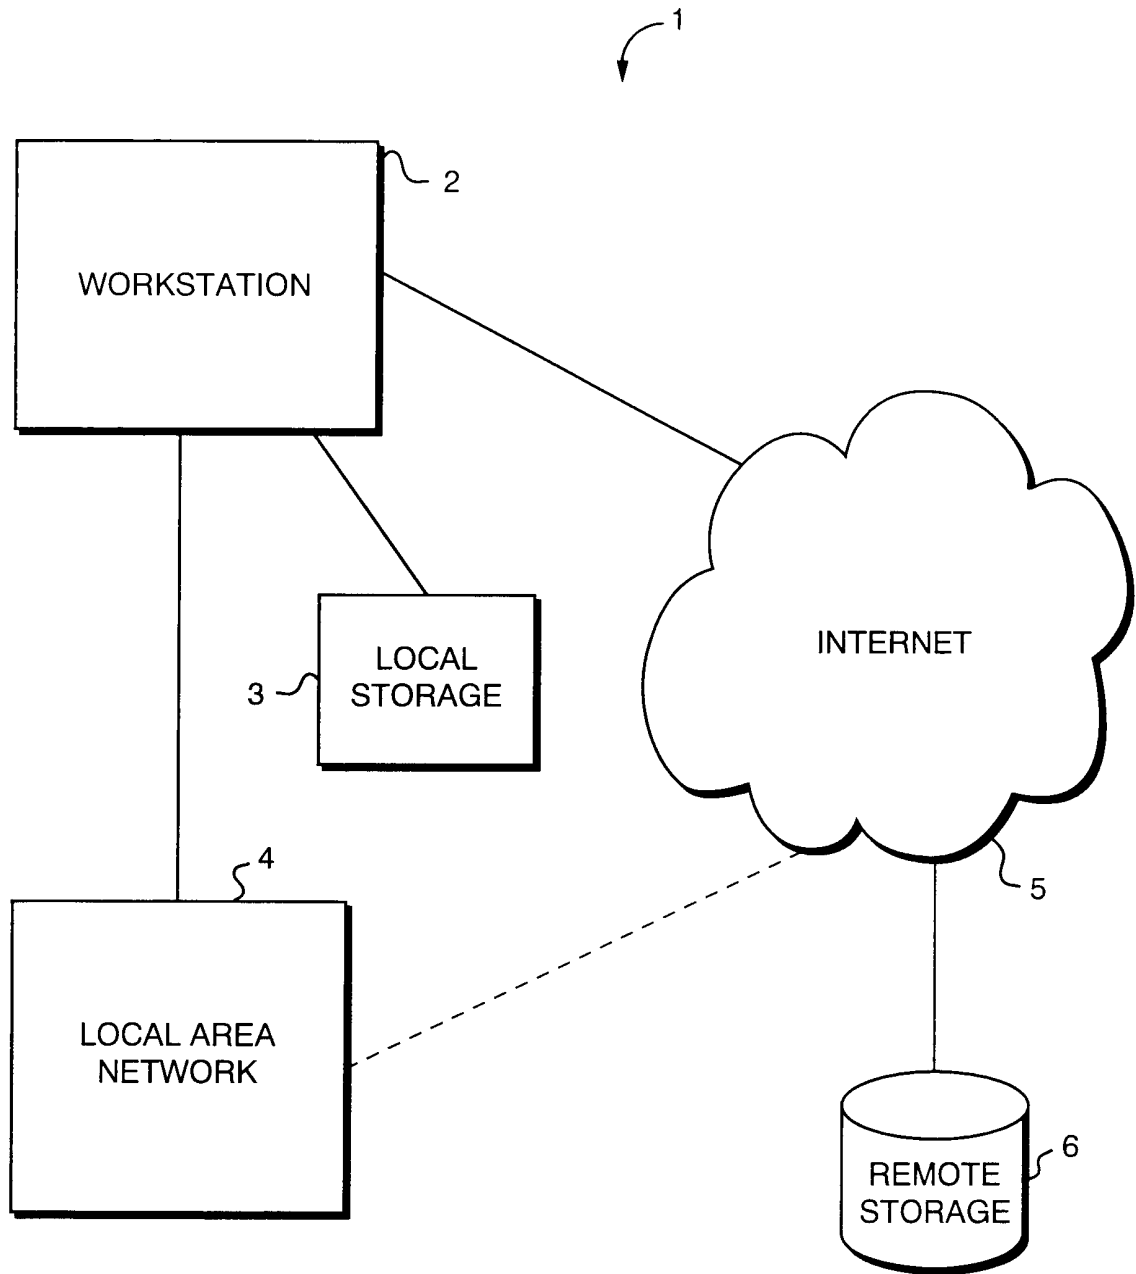 1
2
WORKSTATION
INTERNET
LOCAL
STORAGE
3
4
5
LOCAL AREA
NETWORK
6
REMOTE
STORAGE